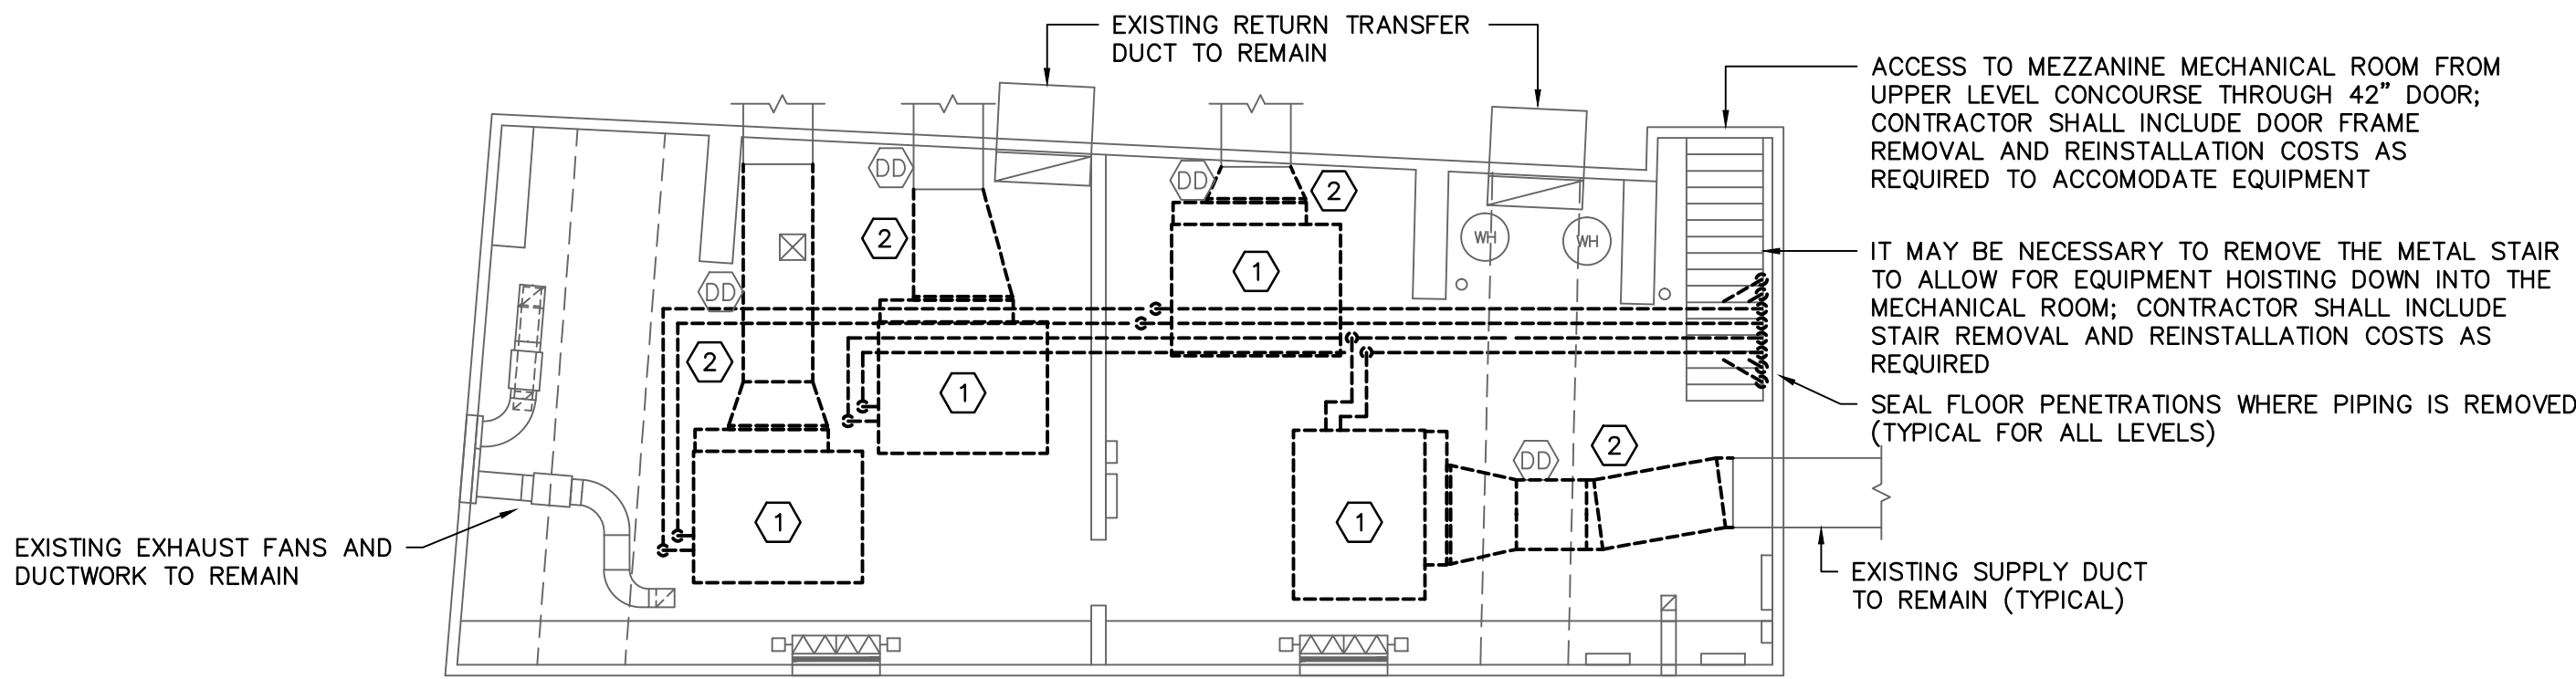 EXISTING RETURN TRANSFER
DUCT TO REMAIN
ACCESS TO MEZZANINE MECHANICAL ROOM FROM
UPPER LEVEL CONCOURSE THROUGH 42" DOOR;
CONTRACTOR SHALL INCLUDE DOOR FRAME
REMOVAL AND REINSTALLATION COSTS AS
REQUIRED TO ACCOMODATE EQUIPMENT
DD
DD
2
2
WH
WH
IT MAY BE NECESSARY TO REMOVE THE METAL STAIR
TO ALLOW FOR EQUIPMENT HOISTING DOWN INTO THE
MECHANICAL ROOM; CONTRACTOR SHALL INCLUDE
STAIR REMOVAL AND REINSTALLATION COSTS AS
REQUIRED
1
DD
2
1
SEAL FLOOR PENETRATIONS WHERE PIPING IS REMOVED
(TYPICAL FOR ALL LEVELS)
2
DD
1
1
EXISTING EXHAUST FANS AND
DUCTWORK TO REMAIN
EXISTING SUPPLY DUCT
TO REMAIN (TYPICAL)